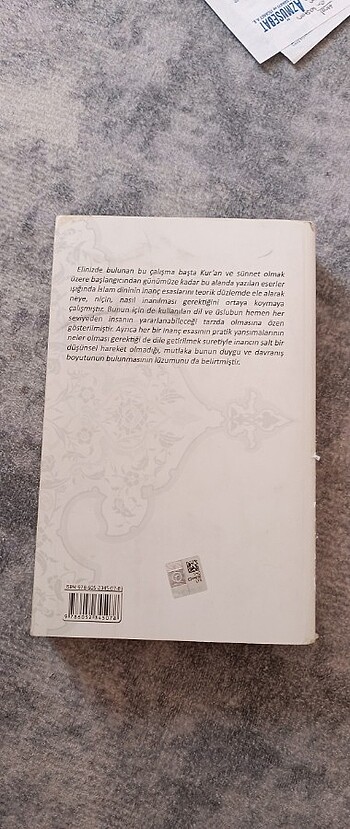 AZMÜSEBAT
Elinizde bulunan bu çalışma başta Kur'an ve sünnet olmak
üzere başlangıcından günümüze kadar bu alanda yazılan eserler
ışığında İslam dininin inanç esaslarını teorik düzlemde ele alarak
neye, niçin, nasıl inanılması gerektiğini ortaya koymaya
çalışmıştır. Bunun için de kullanılan dil ve üslubun hemen her
seviyeden insanın yararlanabileceği tarzda olmasına özen
gösterilmiştir. Ayrıca her bir inanç esasının pratik yansımalarının
neler olması gerektiği de dile getirilmek suretiyle inancın salt bir
düşünsel hareket olmadığı, mutlaka bunun duygu ve davranış
boyutunun bulunmasının lüzumunu da belirtmiştir.